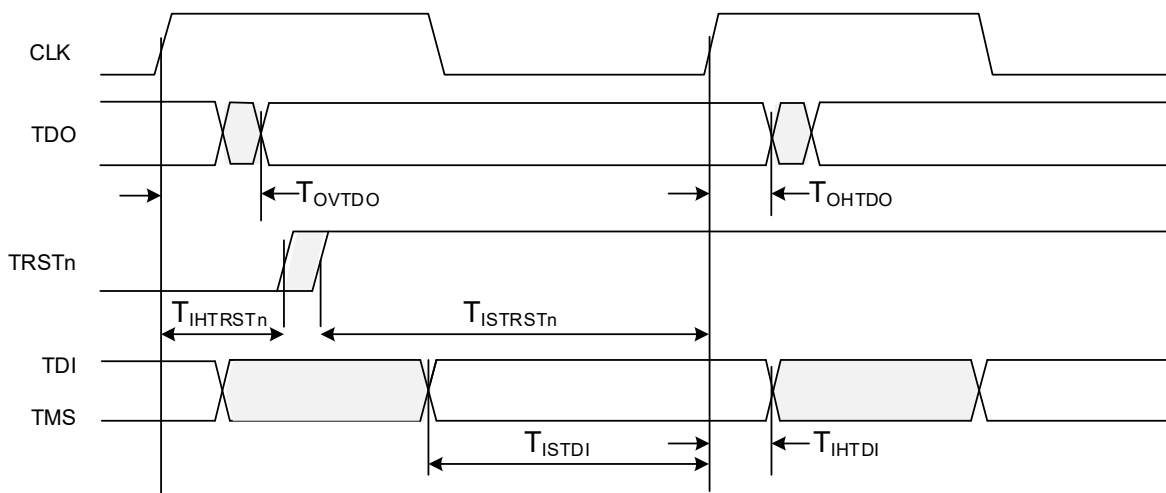 CLK
TDO
TOVTDO
TOHTDO
TRSTn
TIHTRSTn
TISTRSTn
TDI
TMS
TISTDI
TIHTDI